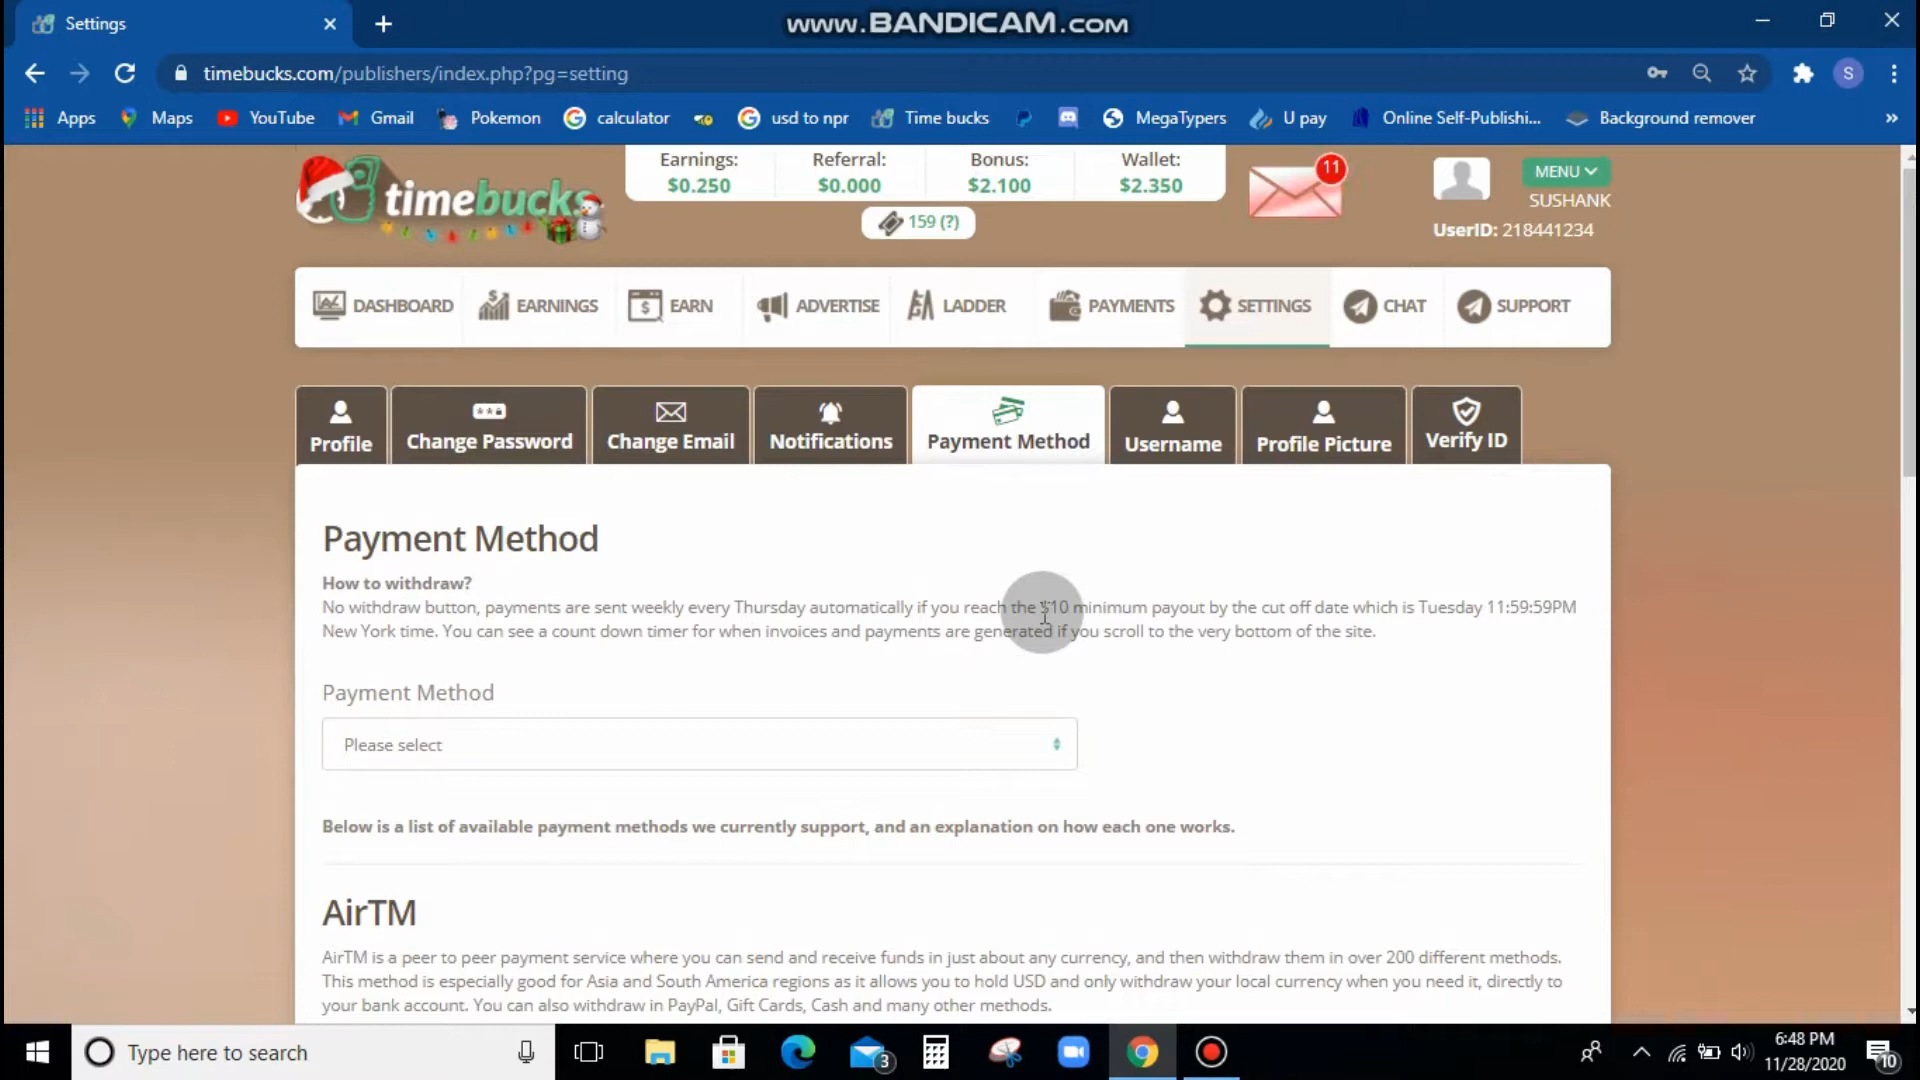 Settings
www.BANDICAM.com
timebucks.com/publishers/index.php?pg=setting
S
Apps
Maps
YouTube
Gmail
Pokemon
calculator
usd to npr
Time bucks
MegaTypers
U pay
Online Self-Publishi...
Background remover
»
timebucks
Earnings:
$0.250
Referral:
$0.000
Bonus:
$2.100
Wallet:
$2.350
159 (?)
11
MENU
SUSHANK
UserID: 218441234
DASHBOARD
EARNINGS
EARN
ADVERTISE
LADDER
PAYMENTS
SETTINGS
CHAT
SUPPORT
Profile
Change Password
Change Email
Notifications
Payment Method
Username
Profile Picture
Verify ID
Payment Method
How to withdraw?
No withdraw button, payments are sent weekly every Thursday automatically if you reach the $10 minimum payout by the cut off date which is Tuesday 11:59:59PM
New York time. You can see a count down timer for when invoices and payments are generated if you scroll to the very bottom of the site.
Payment Method
Please select
Below is a list of available payment methods we currently support, and an explanation on how each one works.
AirTM
AirTM is a peer to peer payment service where you can send and receive funds in just about any currency, and then withdraw them in over 200 different methods.
This method is especially good for Asia and South America regions as it allows you to hold USD and only withdraw your local currency when you need it, directly to
your bank account. You can also withdraw in PayPal, Gift Cards, Cash and many other methods.
Type here to search
3
6:48 PM
11/28/2020
10